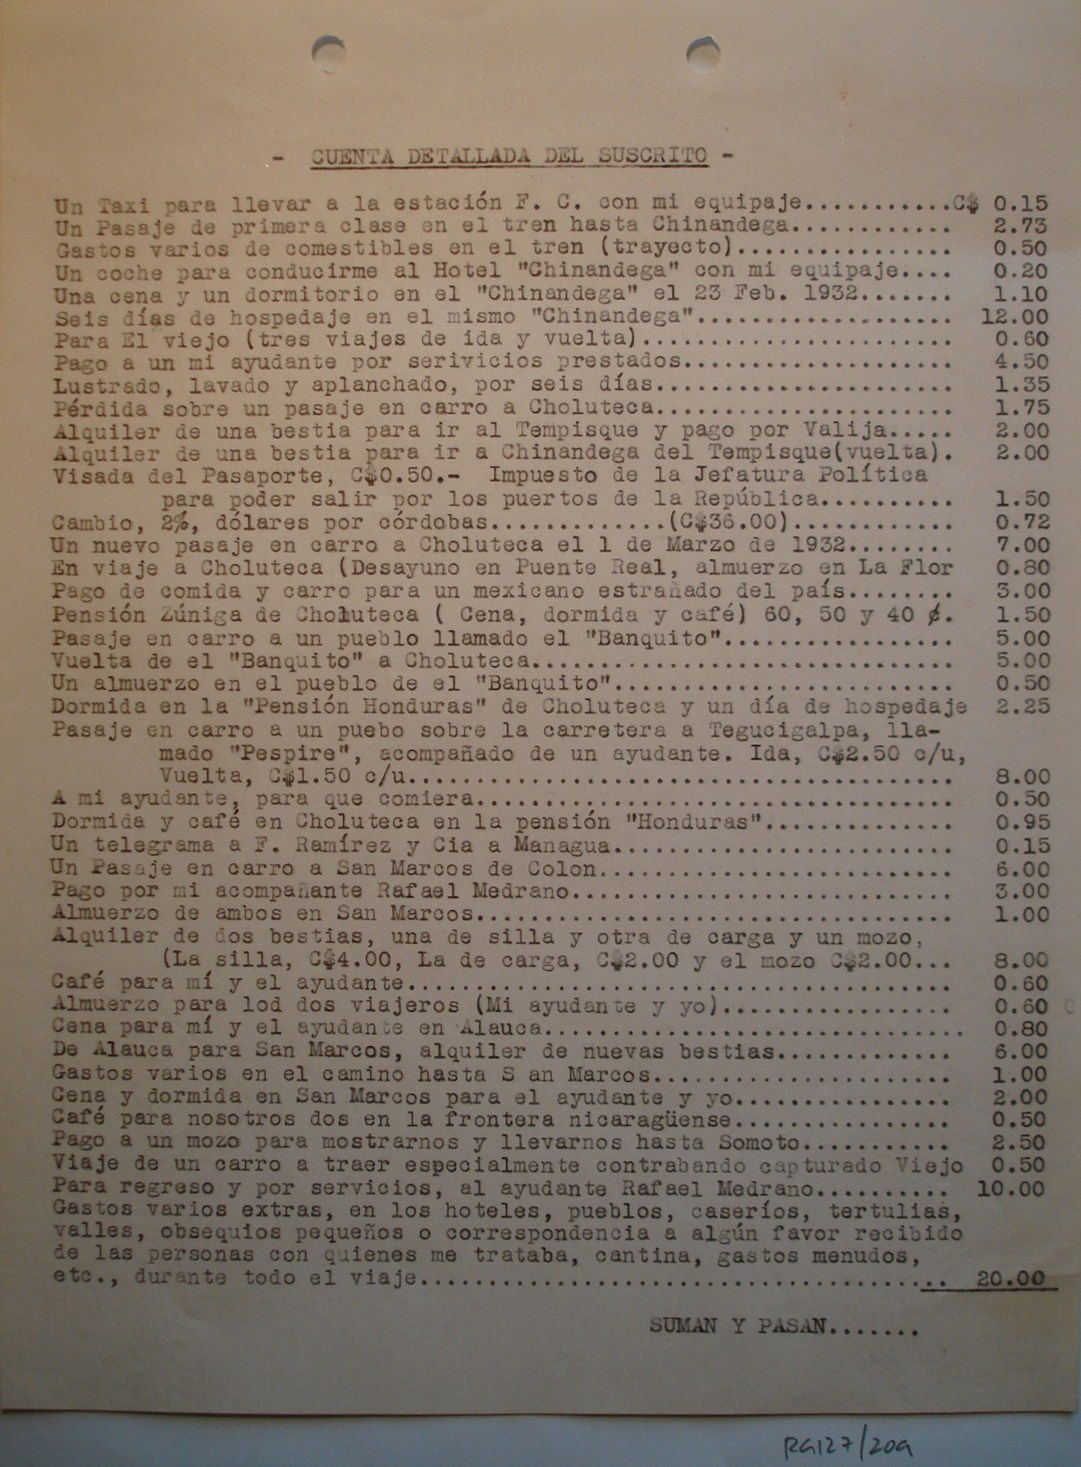 - CUENTA DETALLADA DEL SUSCRITO -
Un Taxi para llevar a la estación F. C. con mi equipaje...........C$ 0.15
Un Pasaje de primera clase en el tren hasta Chinandega............ 2.73
Gastos varios de comestibles en el tren (trayecto)................ 0.50
Un coche para conducirme al Hotel "Chinandega" con mi equipaje.... 0.20
Una cena y un dormitorio en el "Chinandega" el 23 Feb. 1932....... 1.10
Seis días de hospedaje en el mismo "Chinandega"................... 12.00
Para El viejo (tres viajes de ida y vuelta)....................... 0.60
Pago a un mi ayudante por serivicios prestados.................... 4.50
Lustrado, lavado y aplanchado, por seis días...................... 1.35
Pérdida sobre un pasaje en carro a Choluteca...................... 1.75
Alquiler de una bestia para ir al Tempisque y pago por Valija..... 2.00
Alquiler de una bestia para ir a Chinandega del Tempisque(vuelta). 2.00
Visada del Pasaporte, C$0.50.- Impuesto de la Jefatura Política
para poder salir por los puertos de la República.......... 1.50
Cambio, 2%, dólares por córdobas.............(C$36.00)............ 0.72
Un nuevo pasaje en carro a Choluteca el 1 de Marzo de 1932........ 7.00
En viaje a Choluteca (Desayuno en Puente Real, almuerzo en La Flor 0.80
Pago de comida y carro para un mexicano estrañado del país........ 3.00
Pensión Zúniga de Choluteca ( Cena, dormida y café) 60, 50 y 40 ¢. 1.50
Pasaje en carro a un pueblo llamado el "Banquito"................. 5.00
Vuelta de el "Banquito" a Choluteca............................... 5.00
Un almuerzo en el pueblo de el "Banquito"......................... 0.50
Dormida en la "Pensión Honduras" de Choluteca y un día de hospedaje 2.25
Pasaje en carro a un puebo sobre la carretera a Tegucigalpa, lla-
mado "Pespire", acompañado de un ayudante. Ida, C$2.50 c/u,
Vuelta, C$1.50 c/u........................................ 8.00
A mi ayudante, para que comiera................................... 0.50
Dormida y café en Choluteca en la pensión "Honduras".............. 0.95
Un telegrama a F. Ramírez y Cia a Managua......................... 0.15
Un Pasaje en carro a San Marcos de Colon.......................... 6.00
Pago por mi acompañante Rafael Medrano............................ 3.00
Almuerzo de ambos en San Marcos................................... 1.00
Alquiler de dos bestias, una de silla y otra de carga y un mozo,
(La silla, C$4.00, La de carga, C$2.00 y el mozo C$2.00... 8.00
Café para mí y el ayudante........................................ 0.60
Almuerzo para lod dos viajeros (Mi ayudante y yo)................. 0.60
Cena para mí y el ayudante en Alauca............................... 0.80
De Alauca para San Marcos, alquiler de nuevas bestias............. 6.00
Gastos varios en el camino hasta S an Marcos...................... 1.00
Cena y dormida en San Marcos para el ayudante y yo................ 2.00
Café para nosotros dos en la frontera nicaragüense................ 0.50
Pago a un mozo para mostrarnos y llevarnos hasta Somoto........... 2.50
Viaje de un carro a traer especialmente contrabando capturado Viejo 0.50
Para regreso y por servicios, al ayudante Rafael Medrano.......... 10.00
Gastos varios extras, en los hoteles, pueblos, caseríos, tertulias,
valles, obsequios pequeños o correspondencia a algún favor recibido
de las personas con quienes me trataba, cantina, gastos menudos,
etc., durante todo el viaje....................................... 20.00
SUMAN Y PASAN.......
RG127/209